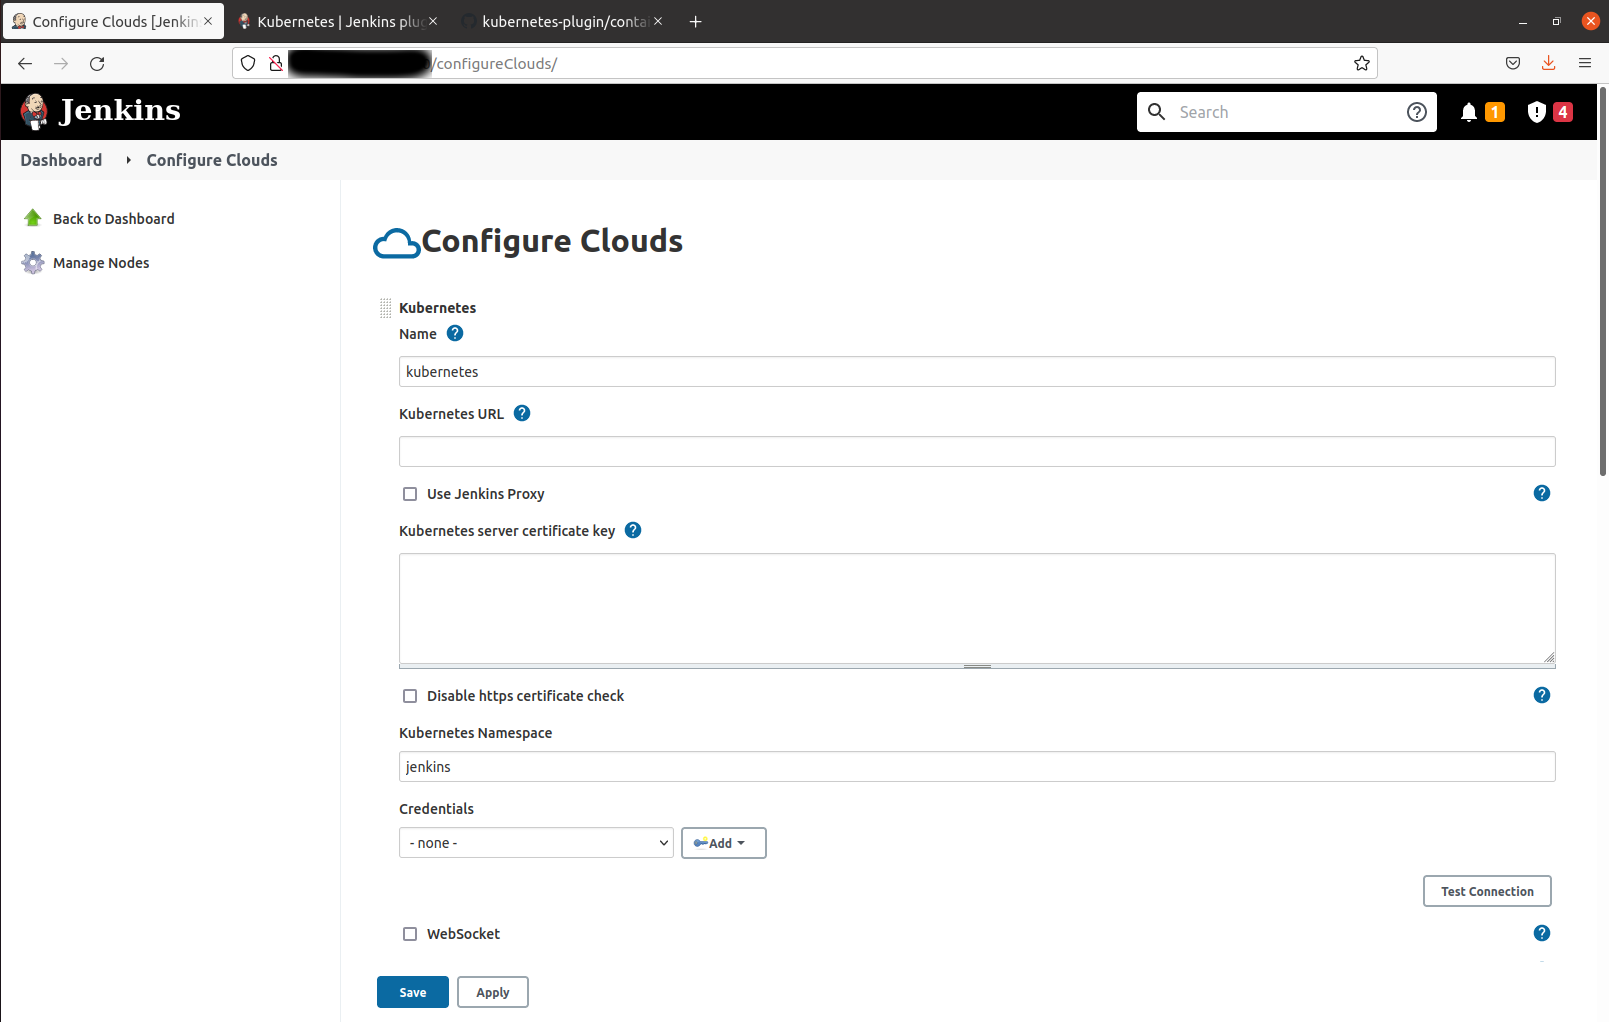 Configure Clouds [Jenkin
Kubernetes | Jenkins plug
kubernetes-plugin/conta
/configureClouds/
Jenkins
Search
1
4
Dashboard
Configure Clouds
Back to Dashboard
Manage Nodes
Configure Clouds
Kubernetes
Name
kubernetes
Kubernetes URL
Use Jenkins Proxy
Kubernetes server certificate key
Disable https certificate check
Kubernetes Namespace
jenkins
Credentials
- none -
Add
Test Connection
WebSocket
Save
Apply